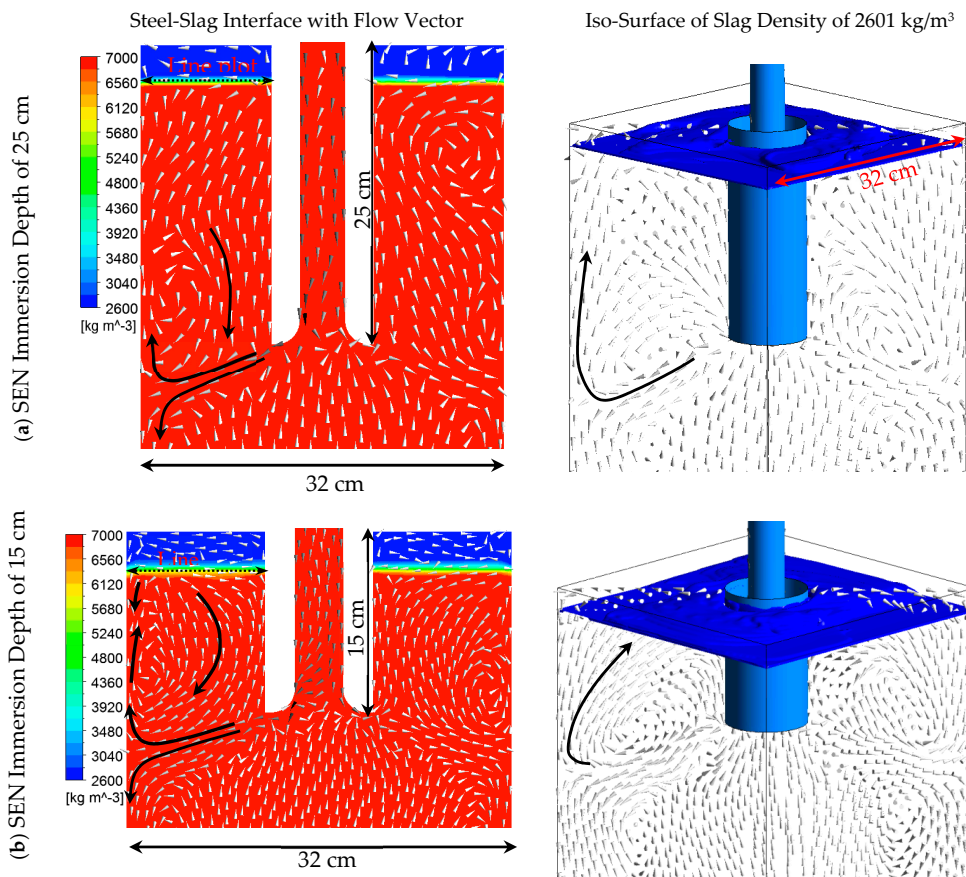 Steel-Slag Interface with Flow Vector
Iso-Surface of Slag Density of 2601 kg/m³
(a) SEN Immersion Depth of 25 cm
7000
6560
6120
5680
5240
4800
4360
3920
3480
3040
2600
[kg m^-3]
Line plot
25 cm
32 cm
32 cm
(b) SEN Immersion Depth of 15 cm
7000
6560
6120
5680
5240
4800
4360
3920
3480
3040
2600
[kg m^-3]
Line
15 cm
32 cm